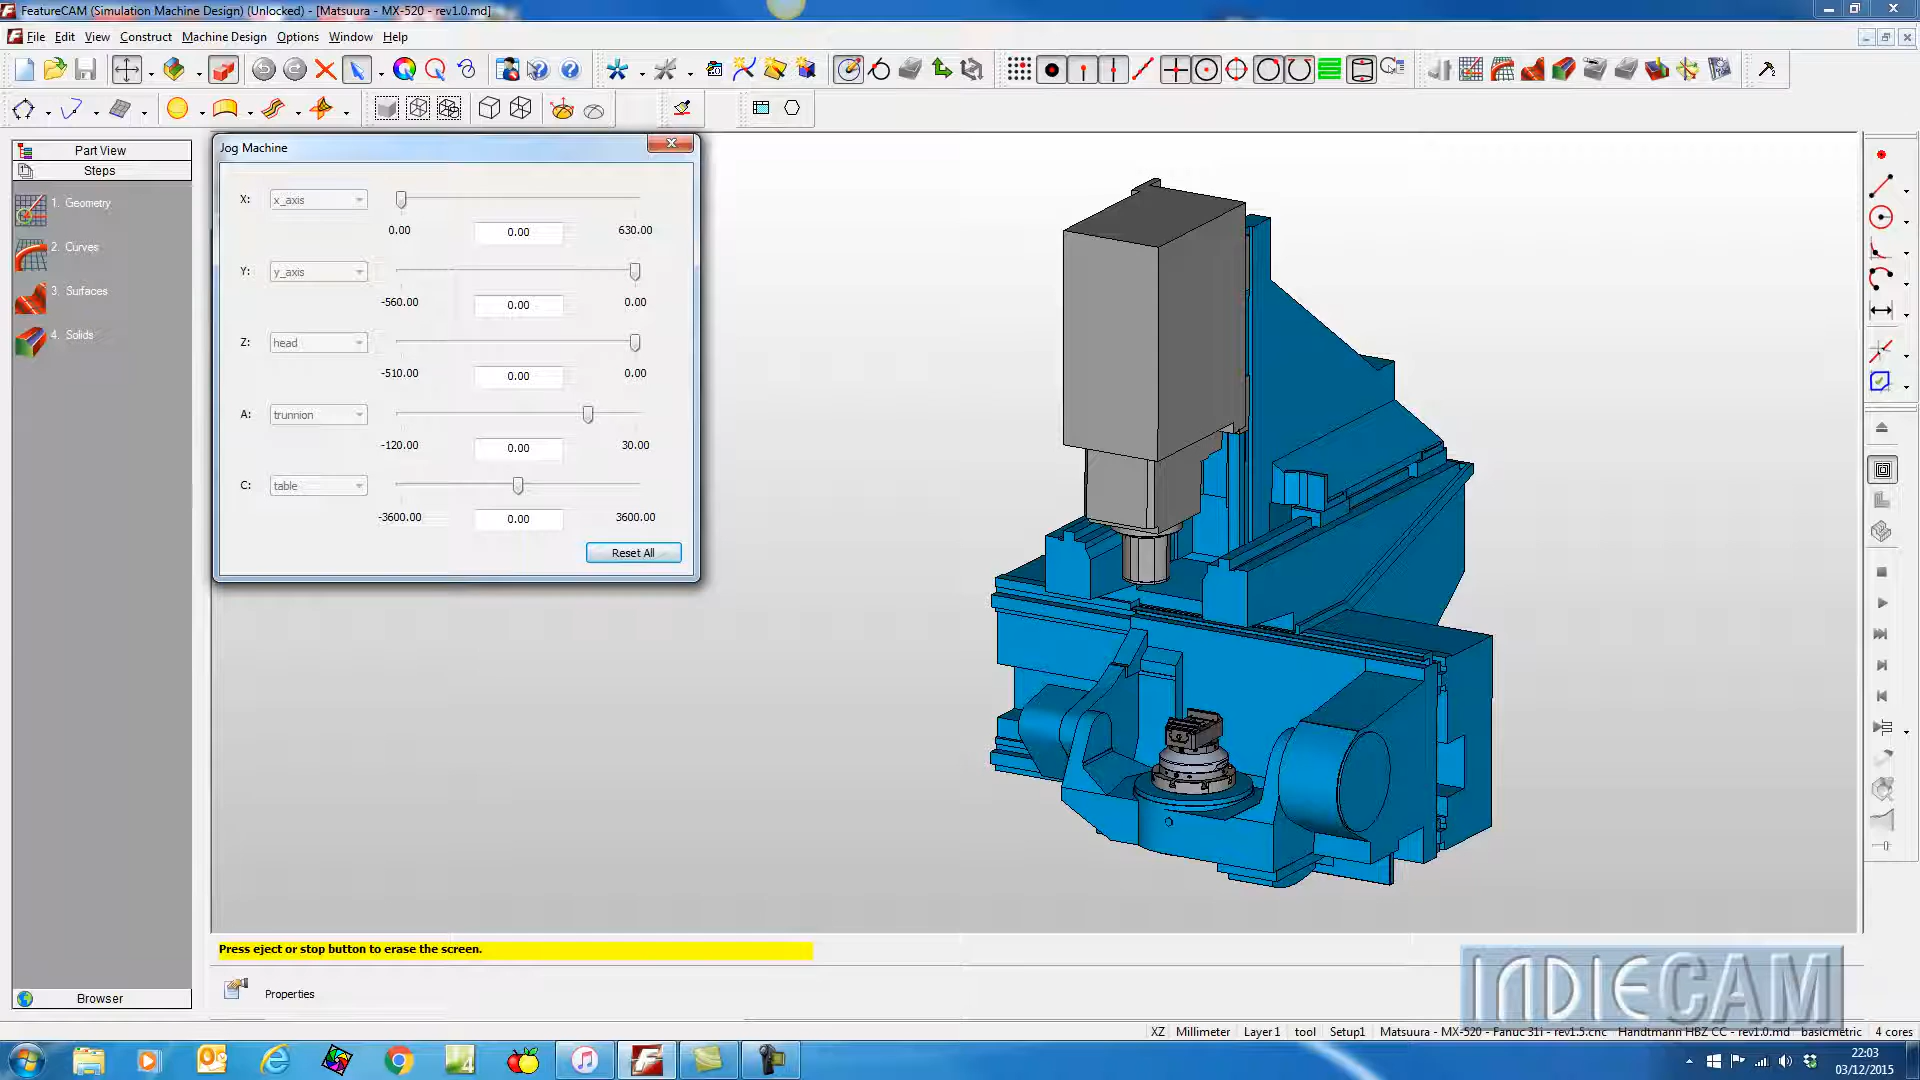 FeatureCAM (Simulation Machine Design) (Unlocked) - [Matsuura - MX-520 - rev1.0.md]
File Edit View Construct Machine Design Options Window Help
Part View
Steps
1. Geometry
2. Curves
3. Surfaces
4. Solids
Browser
Jog Machine
X: x_axis
0.00 0.00 630.00
Y: y_axis
-560.00 0.00 0.00
Z: head
-510.00 0.00 0.00
A: trunnion
-120.00 0.00 30.00
C: table
-3600.00 0.00 3600.00
Reset All
Press eject or stop button to erase the screen.
Properties
INDIECAM
XZ Millimeter Layer1 tool Setup1 Matsuura - MX-520 - Fanuc 31i - rev1.5.cnc Handtmann HBZ CC - rev1.0.md basicmetric 4 cores
22:03
03/12/2015